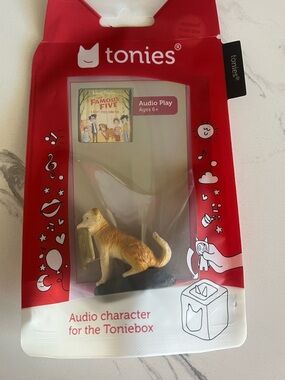 tonies®
tonies®
FAMOUS
FIVE
Audio Play
Ages 6+
Audio character
for the Toniebox